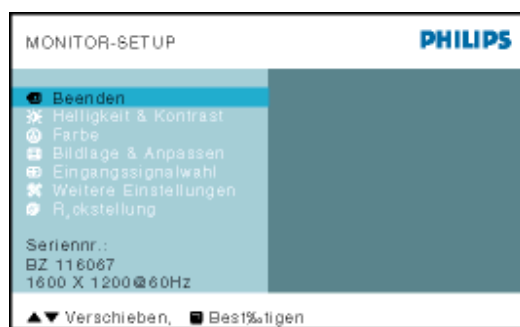 MONITOR-SETUP PHILIPS
Beenden
Helligkeit & Kontrast
Farbe
Bildlage & Anpassen
Eingangssignalwahl
Weitere Einstellungen
R‚ckstellung
Seriennr.:
BZ 116067
1600 X 1200@60Hz
▲▼ Verschieben, Best‰tigen